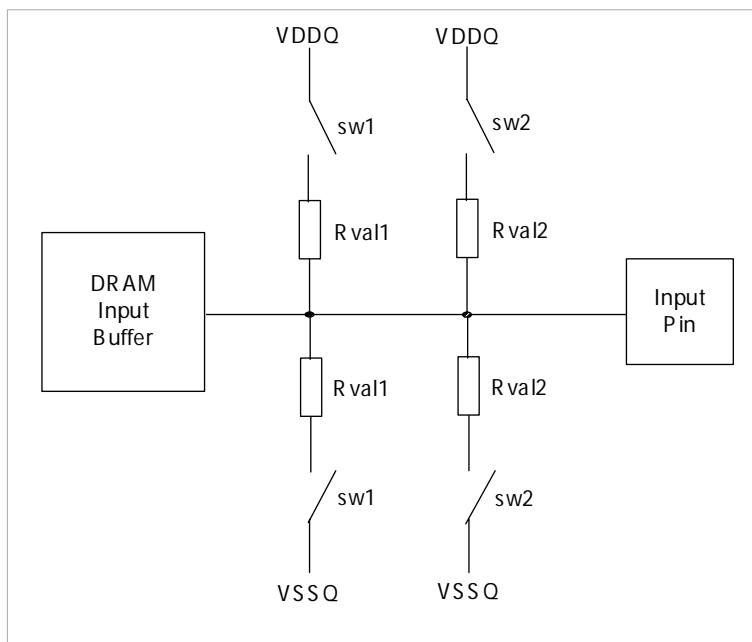 VDDQ VDDQ
sw1 sw2
Rval1 Rval2
DRAM
Input
Buffer
Input
Pin
Rval1 Rval2
sw1 sw2
VSSQ VSSQ